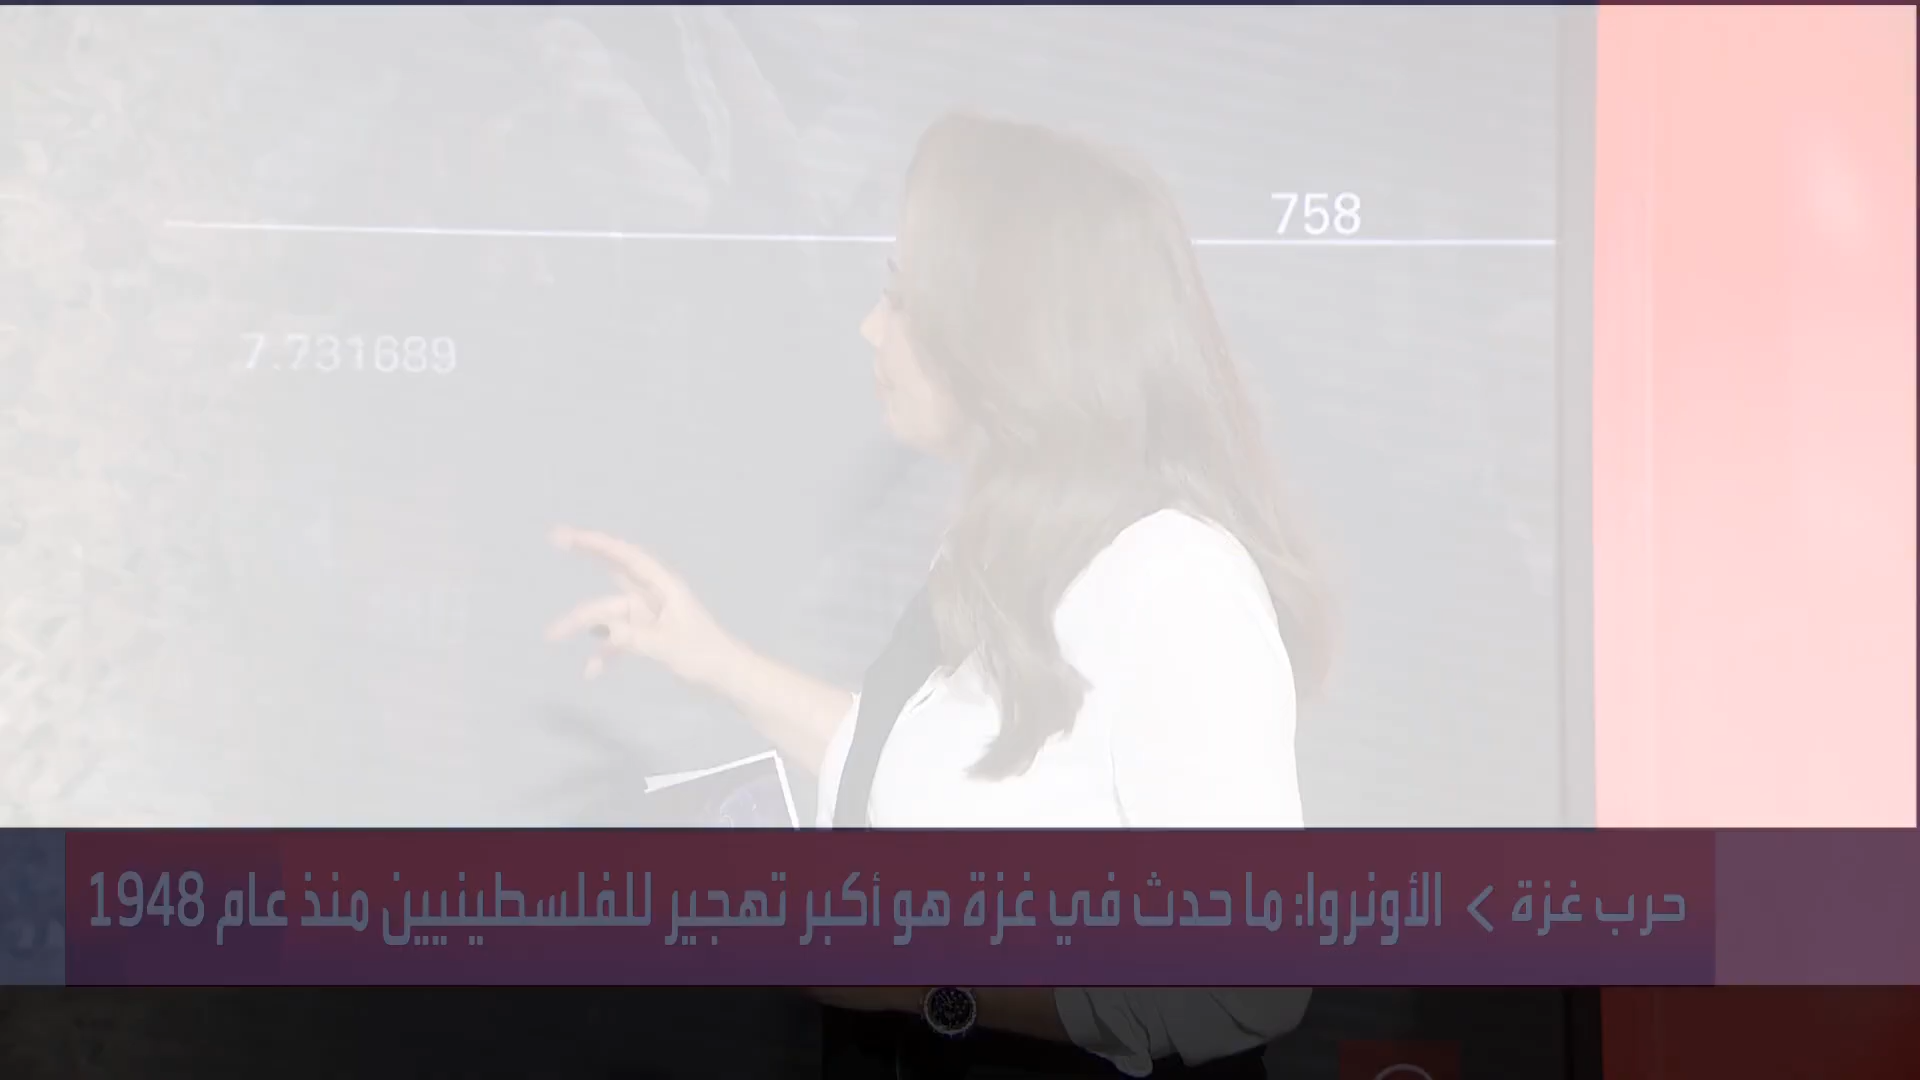 758
7.731689
حرب غزة > الأونروا: ما حدث في غزة هو أكبر تهجير للفلسطينيين منذ عام 1948